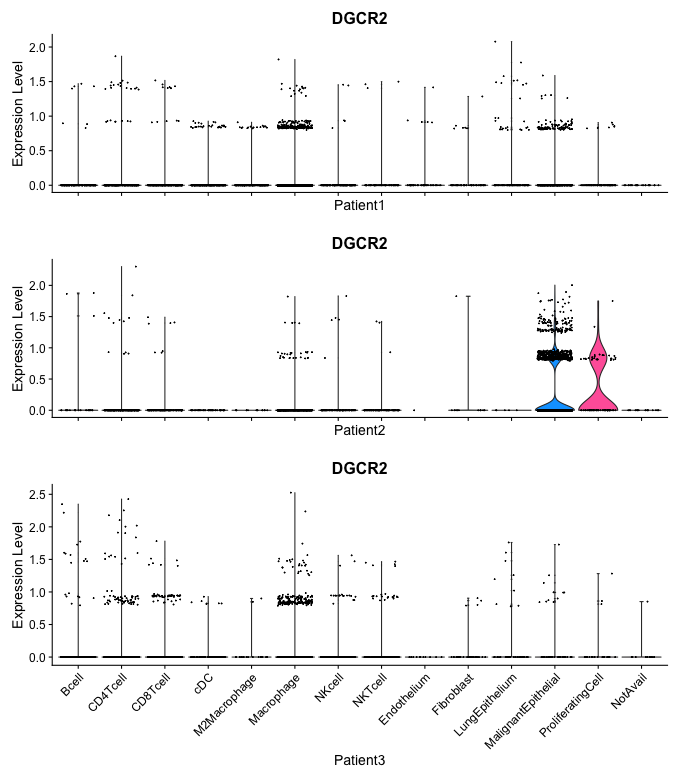 DGCR2
Expression Level
2.0
1.5
1.0
0.5
0.0
Patient1
DGCR2
Expression Level
2.0
1.5
1.0
0.5
0.0
Patient2
DGCR2
Expression Level
2.5
2.0
1.5
1.0
0.5
0.0
Bcell
CD4Tcell
CD8Tcell
cDC
M2Macrophage
Macrophage
NKcell
NKTcell
Endothelium
Fibroblast
LungEpithelium
MalignantEpithelial
ProliferatingCell
NotAvail
Patient3